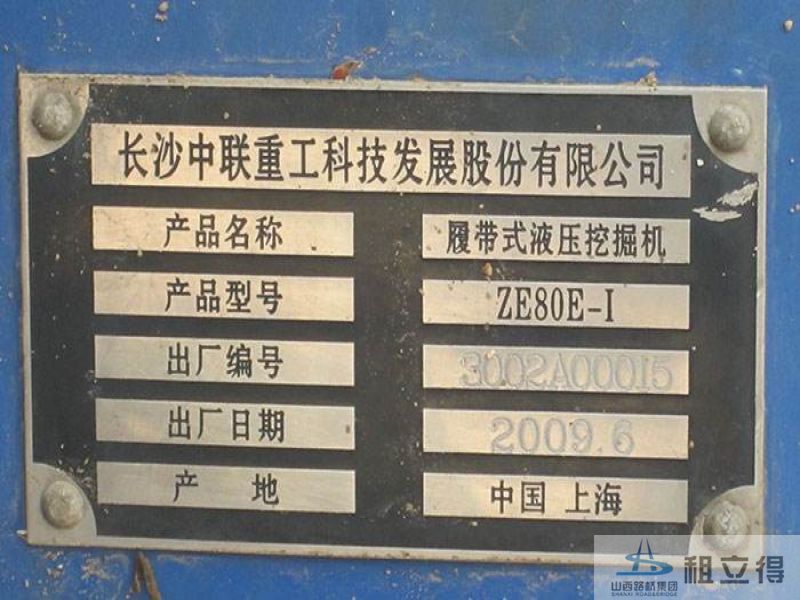 长沙中联重工科技发展股份有限公司
产品名称 履带式液压挖掘机
产品型号 ZE80E-I
出厂编号 3002A00015
出厂日期 2009.6
产 地 中国 上海
山西路桥集团 租立得
SHANXI ROAD&BRIDGE